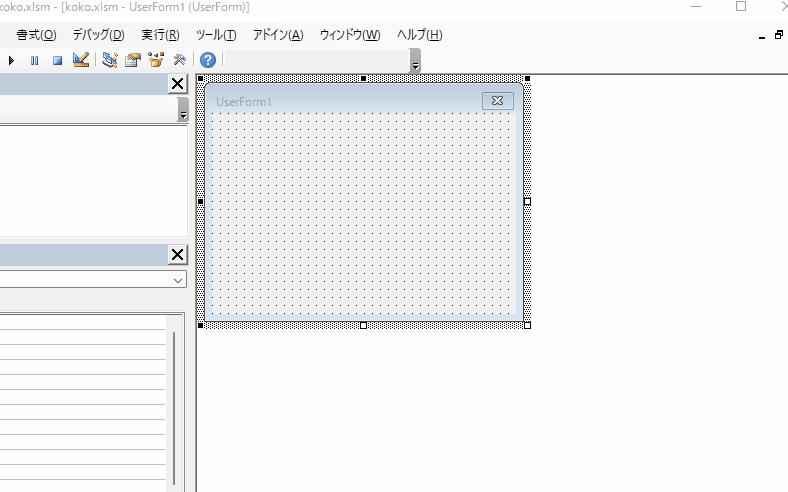 koko.xlsm - [koko.xlsm - UserForm1 (UserForm)]
書式(O) デバッグ(D) 実行(R) ツール(T) アドイン(A) ウィンドウ(W) ヘルプ(H)
UserForm1